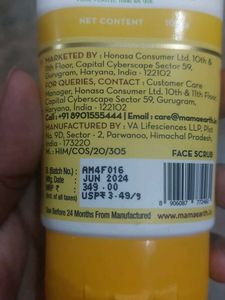 NET CONTENT
MARKETED BY : Honasa Consumer Ltd. 10th &
11th Floor, Capital Cyberscape Sector 59,
Gurugram, Haryana, India - 122102
FOR QUERIES, CONTACT : Customer Care
Manager, Honasa Consumer Ltd. 10th & 11th Floor,
Capital Cyberscape, Sector 59, Gurugram,
Haryana, India - 122102
Call : +91 8901555444 | Email : care@mamaearth.
MANUFACTURED BY : VA Lifesciences LLP, Plot
No. 9D, Sector - 2, Parwanoo, Himachal Pradesh,
India - 173220
M. : HIM/COS/20/305
FACE SCRUB
(Batch No.) : AM4F016
Mfg. Date : JUN 2024
MRP ₹ : 349.00
(Incl. of all taxes) USP₹ 3.49/g
Use Before 24 Months From Manufactured
www.mamaearth.
8 906087 77246